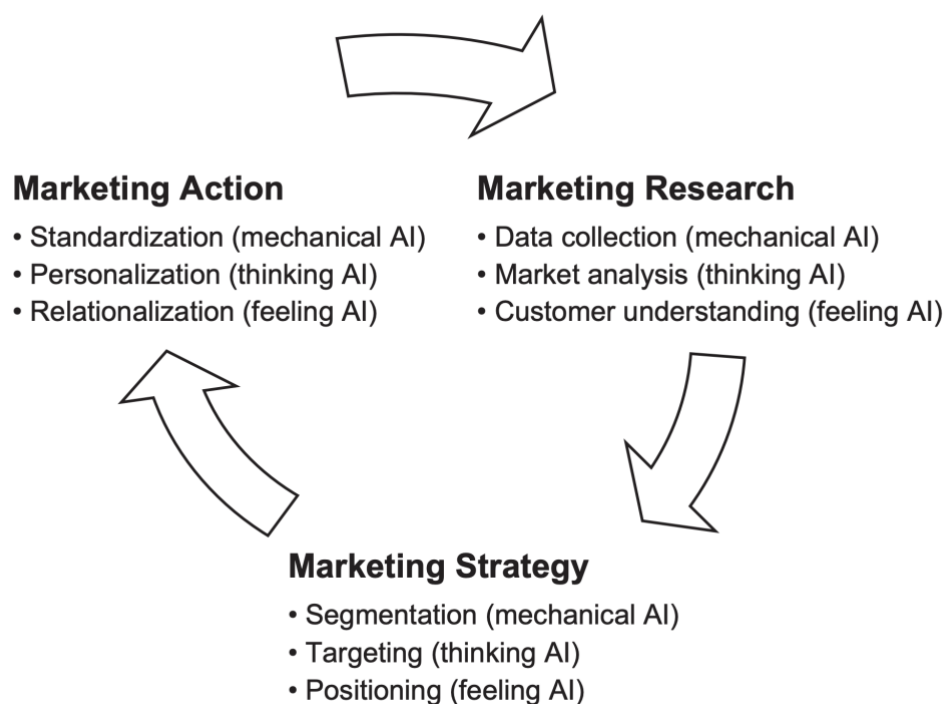 Marketing Action
• Standardization (mechanical AI)
• Personalization (thinking AI)
• Relationalization (feeling AI)
Marketing Research
• Data collection (mechanical AI)
• Market analysis (thinking AI)
• Customer understanding (feeling AI)
Marketing Strategy
• Segmentation (mechanical AI)
• Targeting (thinking AI)
• Positioning (feeling AI)